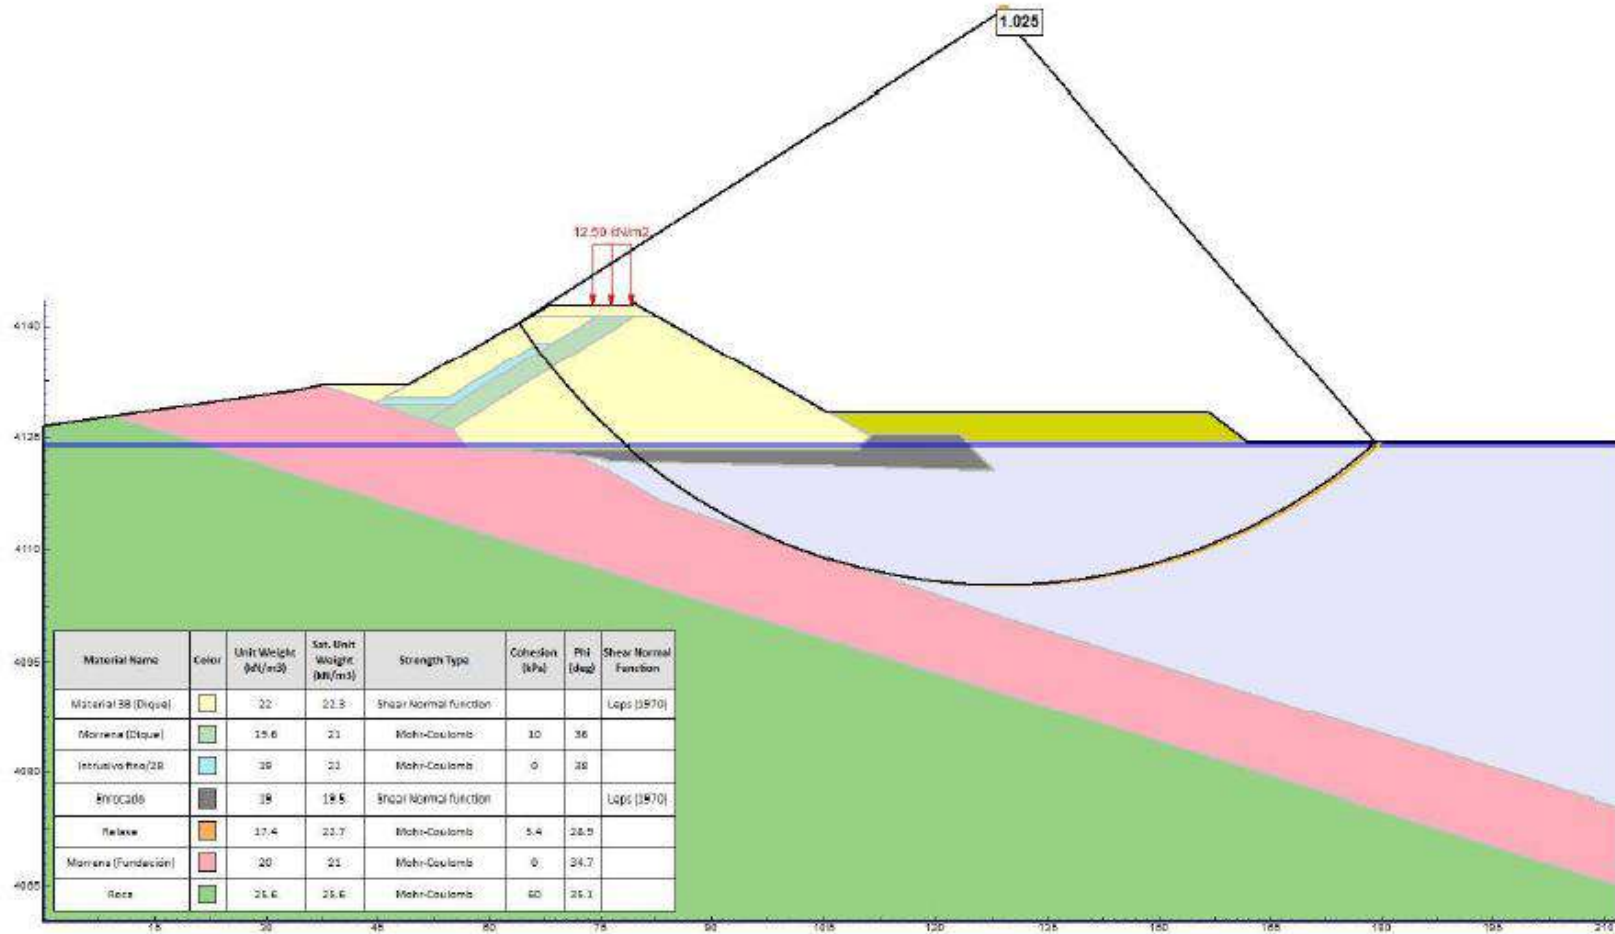 1.025
12.50 kN/m2
4140
4125
4110
4095
4080
4065
Material Name Color Unit Weight (kN/m3) Sat. Unit Weight (kN/m3) Strength Type Cohesion (kPa) Phi (deg) Shear Normal Function
Material 3B (Dique) 22 22.3 Shear Normal function Leps (1970)
Morrena (Dique) 19.6 21 Mohr-Coulomb 10 36
Intrusivo fino/2B 19 Mohr-Coulomb 0 38
Enrocado 19 19.5 Shear Normal function Leps (1970)
Relave 17.4 Mohr-Coulomb 5.4 28.9
Morrena (Fundación) 20 21 Mohr-Coulomb 0 34.7
Roca 25.6 25.6 Mohr-Coulomb 60 35.1
15 30 45 60 75 90 105 120 135 150 165 180 195 210